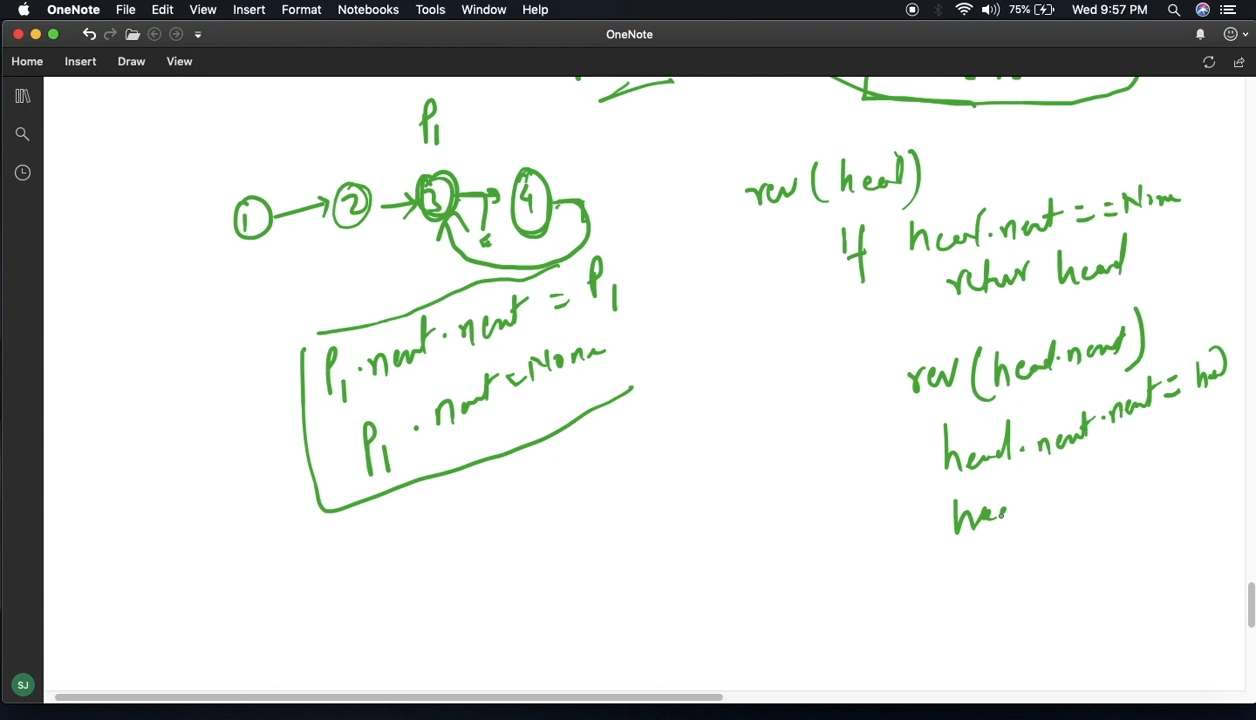 OneNote File Edit View Insert Format Notebooks Tools Window Help 75% Wed 9:57 PM
OneNote
Home Insert Draw View
P1
1 2 3 4
P1.next.next = P1
P1.next = None
rev(head)
If head.next == None
return head
rev(head.next)
head.next.next = head
hea
SJ